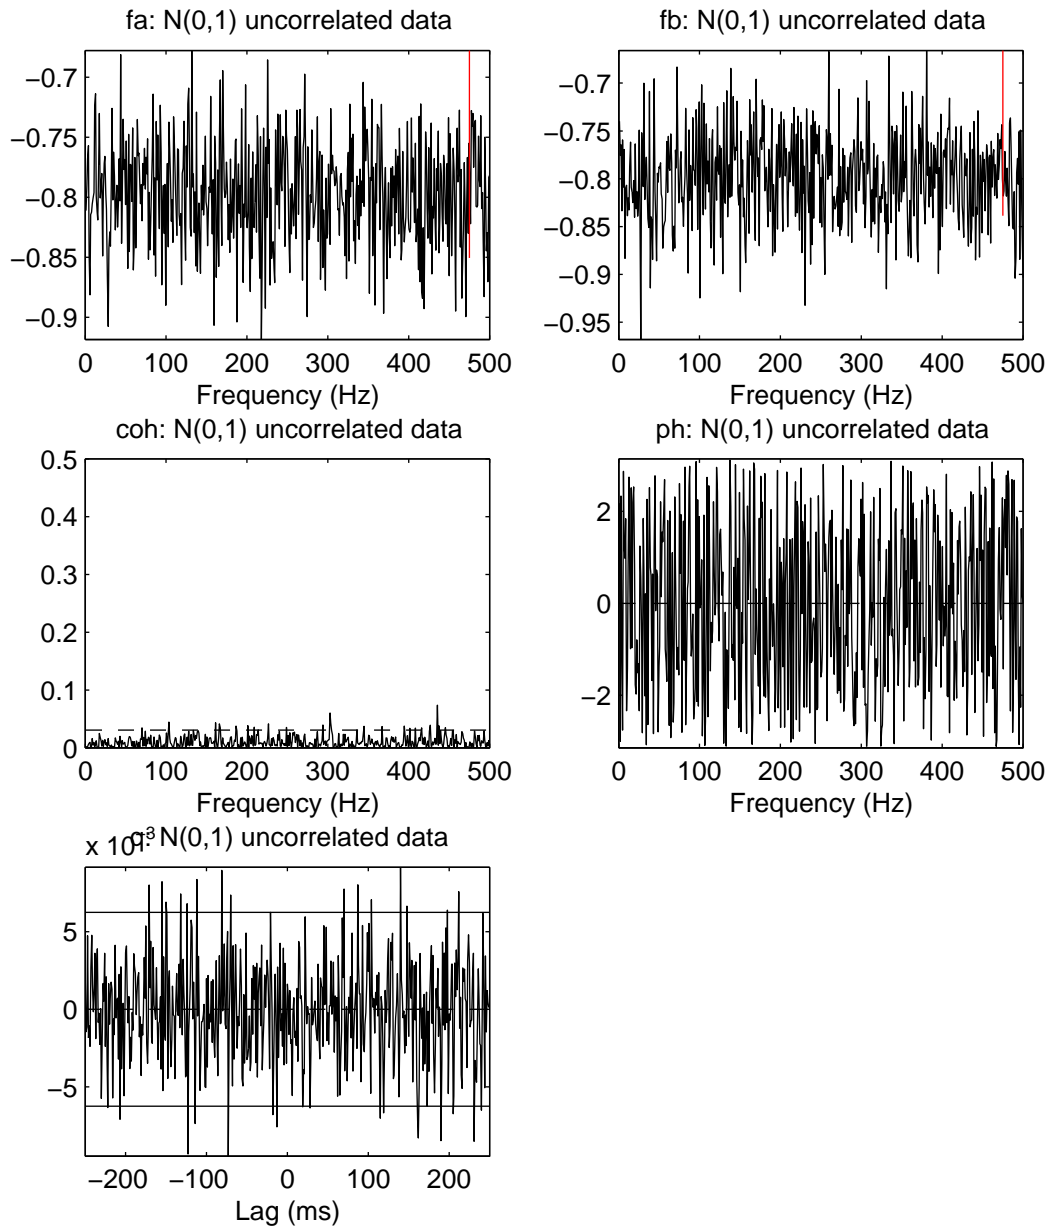 fa: N(0,1) uncorrelated data
−0.7
−0.75
−0.8
−0.85
−0.9
0 100 200 300 400 500
Frequency (Hz)
fb: N(0,1) uncorrelated data
−0.7
−0.75
−0.8
−0.85
−0.9
−0.95
0 100 200 300 400 500
Frequency (Hz)
coh: N(0,1) uncorrelated data
0.5
0.4
0.3
0.2
0.1
0
0 100 200 300 400 500
Frequency (Hz)
ph: N(0,1) uncorrelated data
2
0
−2
0 100 200 300 400 500
Frequency (Hz)
N(0,1) uncorrelated data
x 10
5
0
−5
−200 −100 0 100 200
Lag (ms)